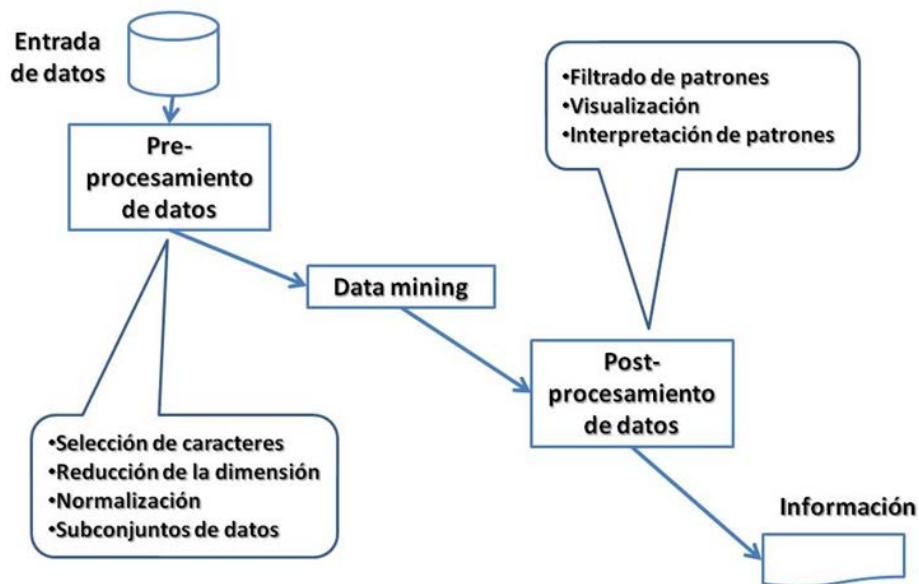 Entrada
de datos
Pre-
procesamiento
de datos
•Filtrado de patrones
•Visualización
•Interpretación de patrones
Data mining
Post-
procesamiento
de datos
•Selección de caracteres
•Reducción de la dimensión
•Normalización
•Subconjuntos de datos
Información